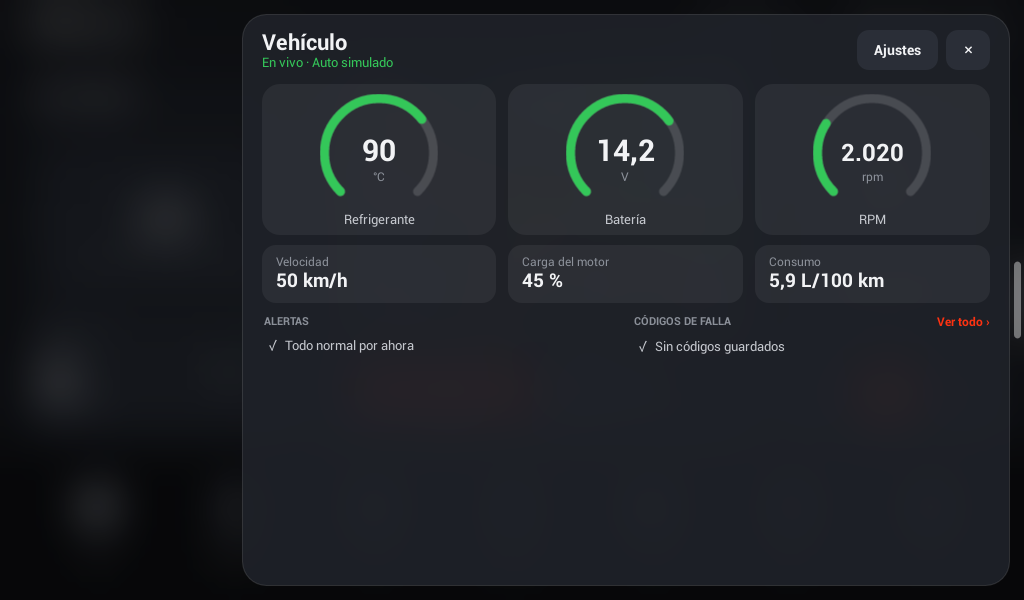 Vehículo
En vivo · Auto simulado
Ajustes
×
90
°C
Refrigerante
14,2
V
Batería
2.020
rpm
RPM
Velocidad
50 km/h
Carga del motor
45 %
Consumo
5,9 L/100 km
ALERTAS
√ Todo normal por ahora
CÓDIGOS DE FALLA
Ver todo ›
√ Sin códigos guardados